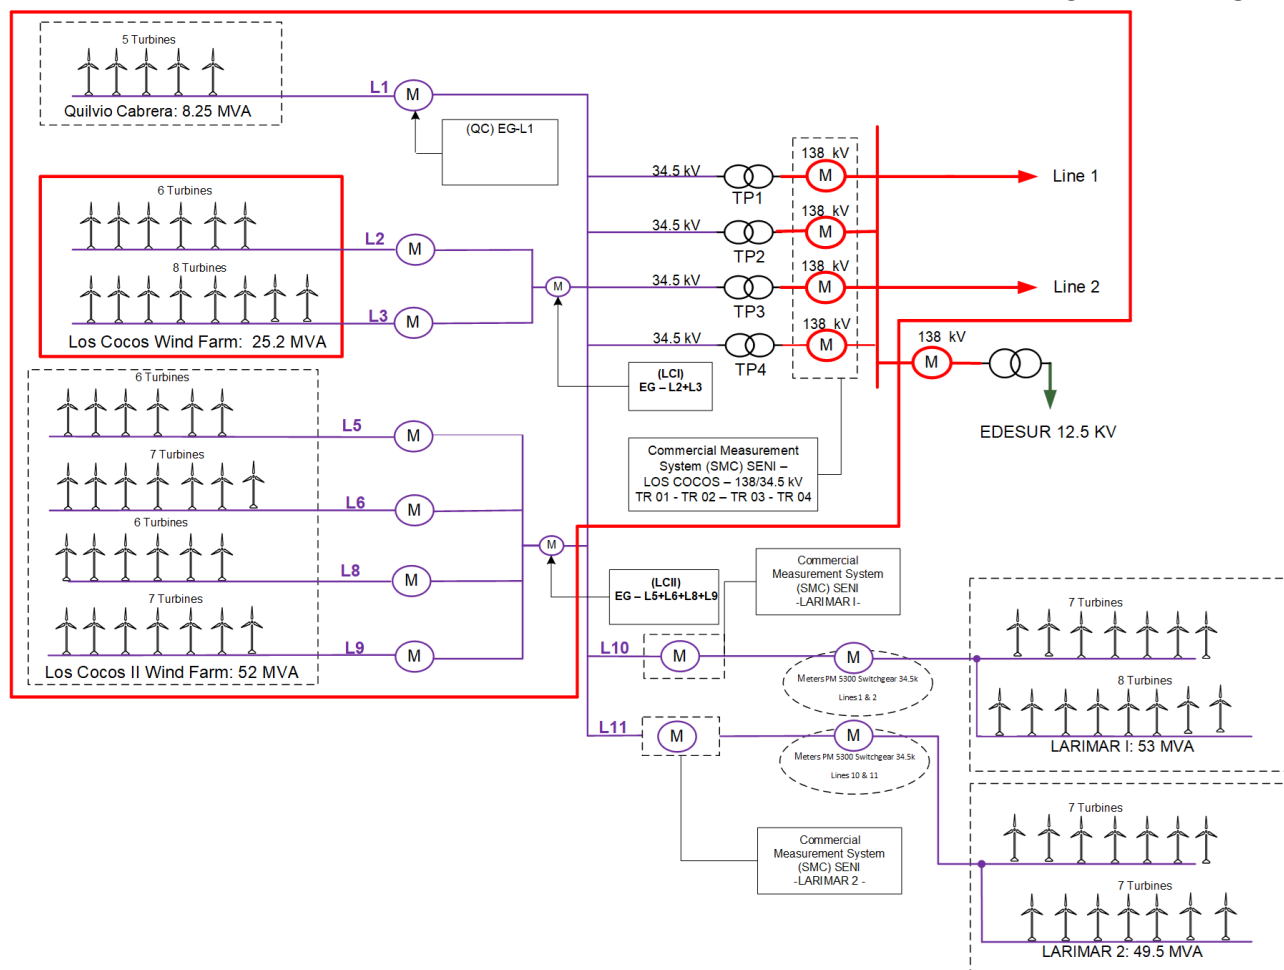 5 Turbines
L1
M
Quilvio Cabrera: 8.25 MVA
(QC) EG-L1
138 kV
34.5 kV
M
Line 1
TP1
6 Turbines
138 kV
34.5 kV
M
L2
M
TP2
8 Turbines
138 kV
34.5 kV
M
M
Line 2
TP3
L3
M
Los Cocos Wind Farm: 25.2 MVA
138 kV
34.5 kV
M
TP4
138 kV
M
(LCI)
EG – L2+L3
EDESUR 12.5 KV
6 Turbines
L5
M
7 Turbines
Commercial Measurement
System (SMC) SENI –
LOS COCOS – 138/34.5 kV
TR 01 - TR 02 – TR 03 - TR 04
L6
M
6 Turbines
M
L8
M
7 Turbines
(LCII)
EG – L5+L6+L8+L9
L9
M
Los Cocos II Wind Farm: 52 MVA
Commercial
Measurement System
(SMC) SENI
-LARIMAR I-
L10
M
M
Meters PM 5300 Switchgear 34.5k
Lines 1 & 2
7 Turbines
8 Turbines
LARIMAR I: 53 MVA
L11
M
M
Meters PM 5300 Switchgear 34.5k
Lines 10 & 11
Commercial
Measurement System
(SMC) SENI
-LARIMAR 2 -
7 Turbines
7 Turbines
LARIMAR 2: 49.5 MVA